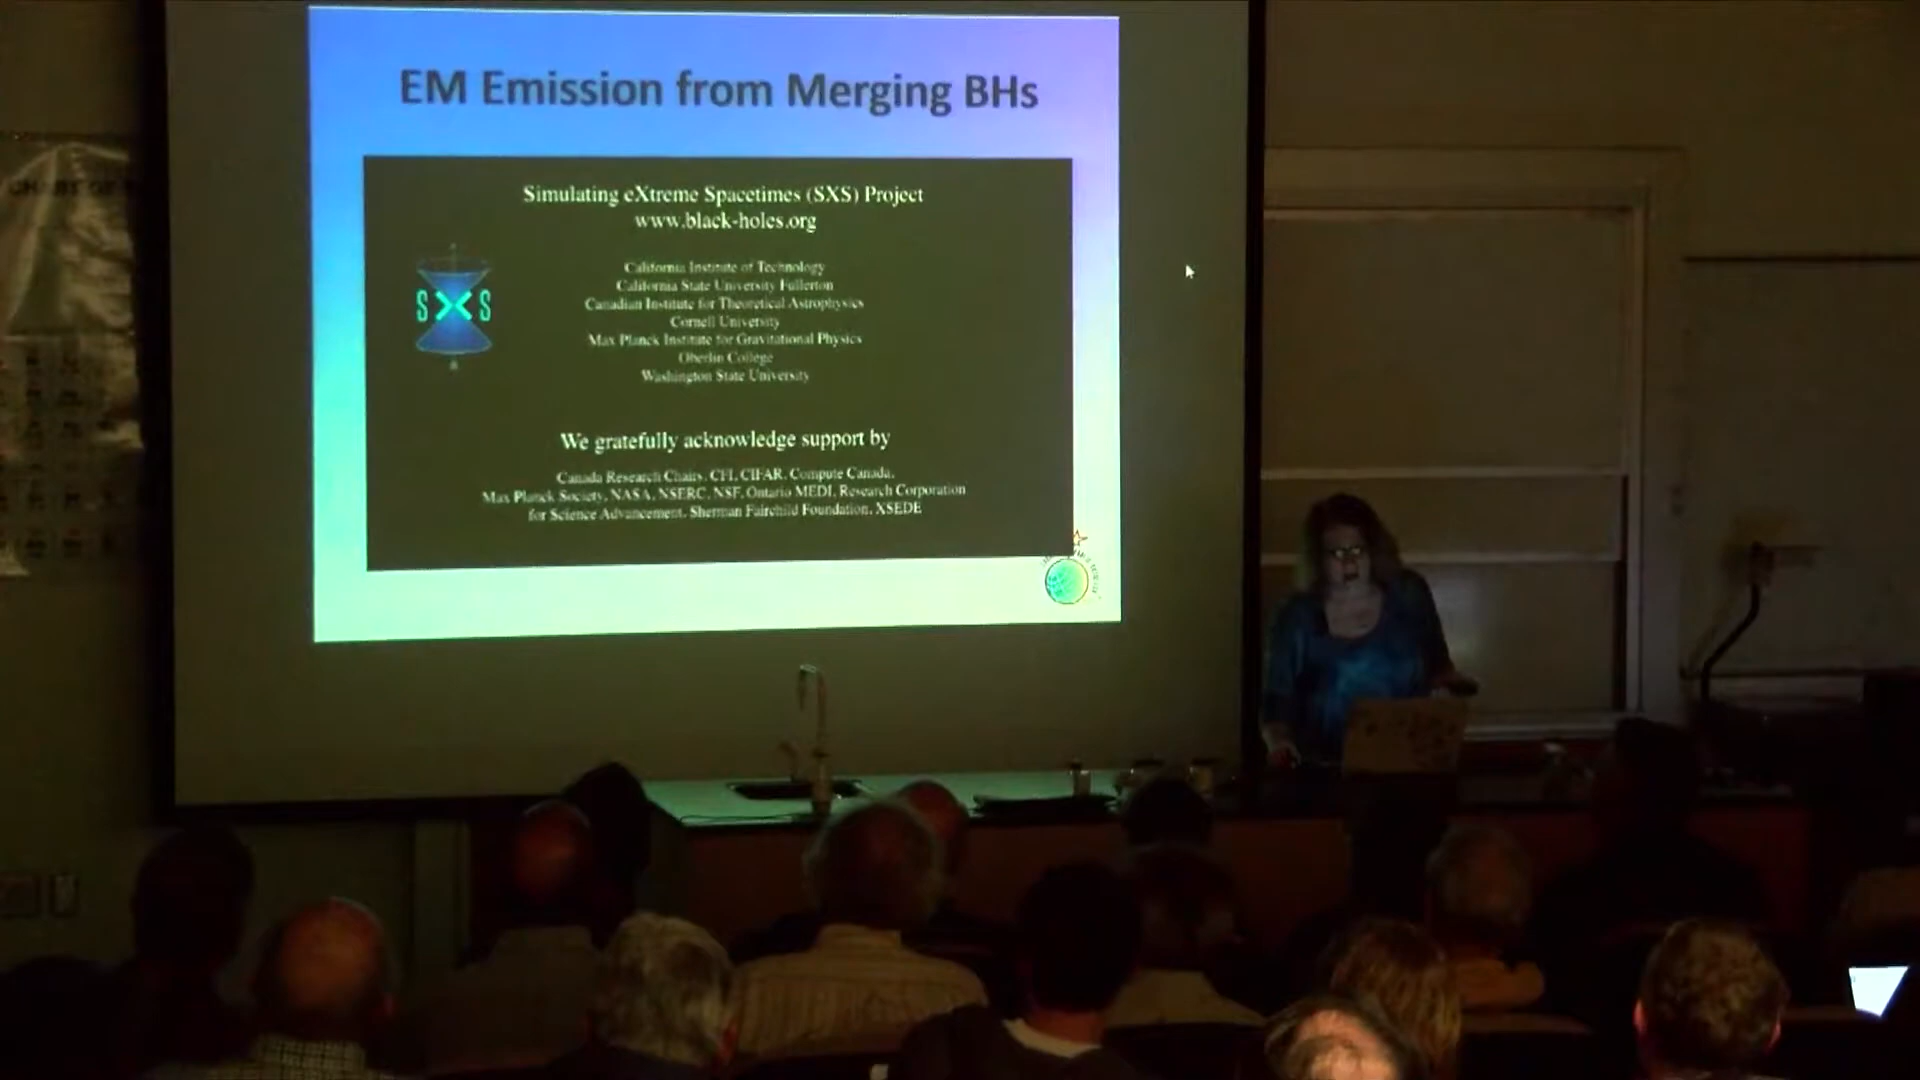 EM Emission from Merging BHs
Simulating eXtreme Spacetimes (SXS) Project
www.black-holes.org
California Institute of Technology
California State University Fullerton
Canadian Institute for Theoretical Astrophysics
Cornell University
Max Planck Institute for Gravitational Physics
Oberlin College
Washington State University
SXS
We gratefully acknowledge support by
Canada Research Chairs, CFI, CIFAR, Compute Canada,
Max Planck Society, NASA, NSERC, NSF, Ontario MEDI, Research Corporation
for Science Advancement, Sherman Fairchild Foundation, XSEDE
CHART OF